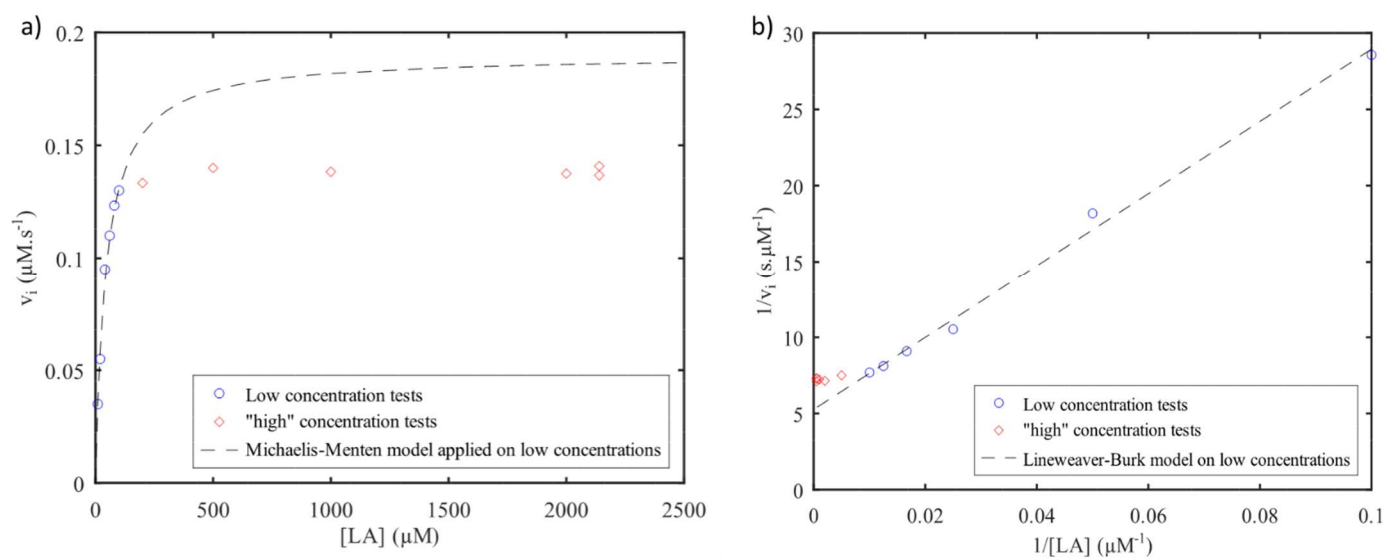 a)
0.2
0.15
0.1
0.05
0
vᵢ (µM.s⁻¹)
Low concentration tests
"high" concentration tests
Michaelis-Menten model applied on low concentrations
0 500 1000 1500 2000 2500
[LA] (µM)
b)
30
25
20
15
10
5
0
1/vᵢ (s.µM⁻¹)
Low concentration tests
"high" concentration tests
Lineweaver-Burk model on low concentrations
0 0.02 0.04 0.06 0.08 0.1
1/[LA] (µM⁻¹)